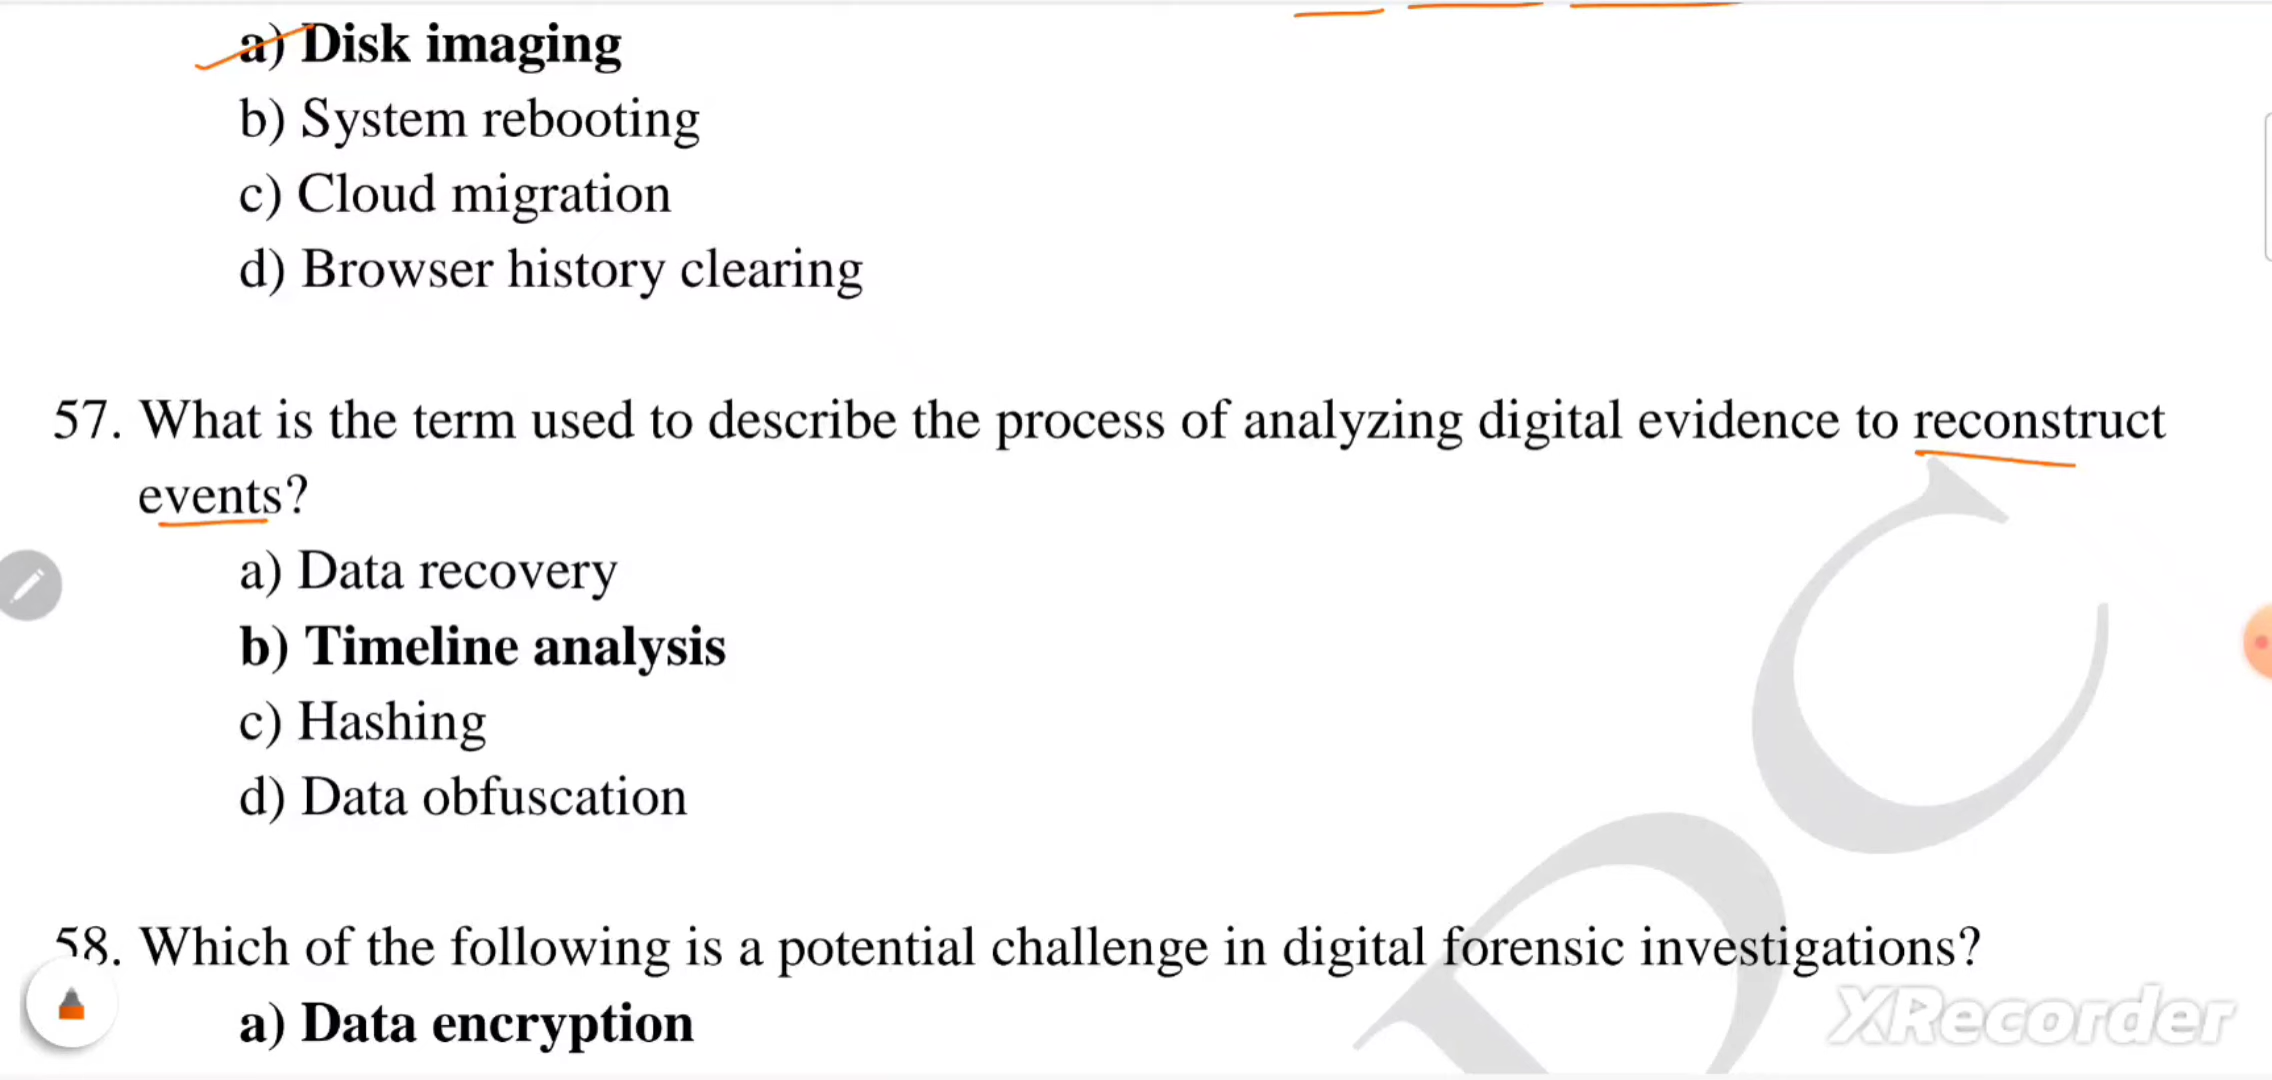 a) Disk imaging
b) System rebooting
c) Cloud migration
d) Browser history clearing
57. What is the term used to describe the process of analyzing digital evidence to reconstruct
events?
a) Data recovery
b) Timeline analysis
c) Hashing
d) Data obfuscation
58. Which of the following is a potential challenge in digital forensic investigations?
a) Data encryption
XRecorder